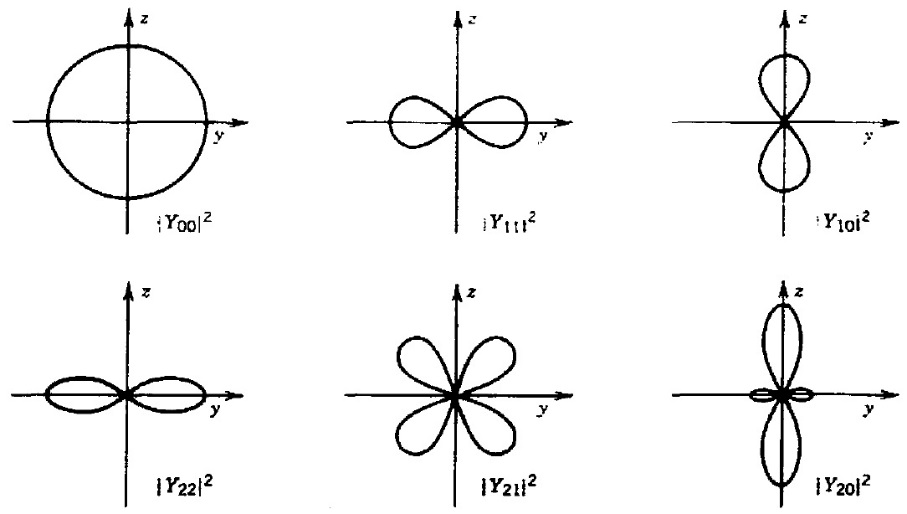 z z z
y y y
|Y₀₀|² |Y₁₁|² |Y₁₀|²
z z z
y y y
|Y₂₂|² |Y₂₁|² |Y₂₀|²